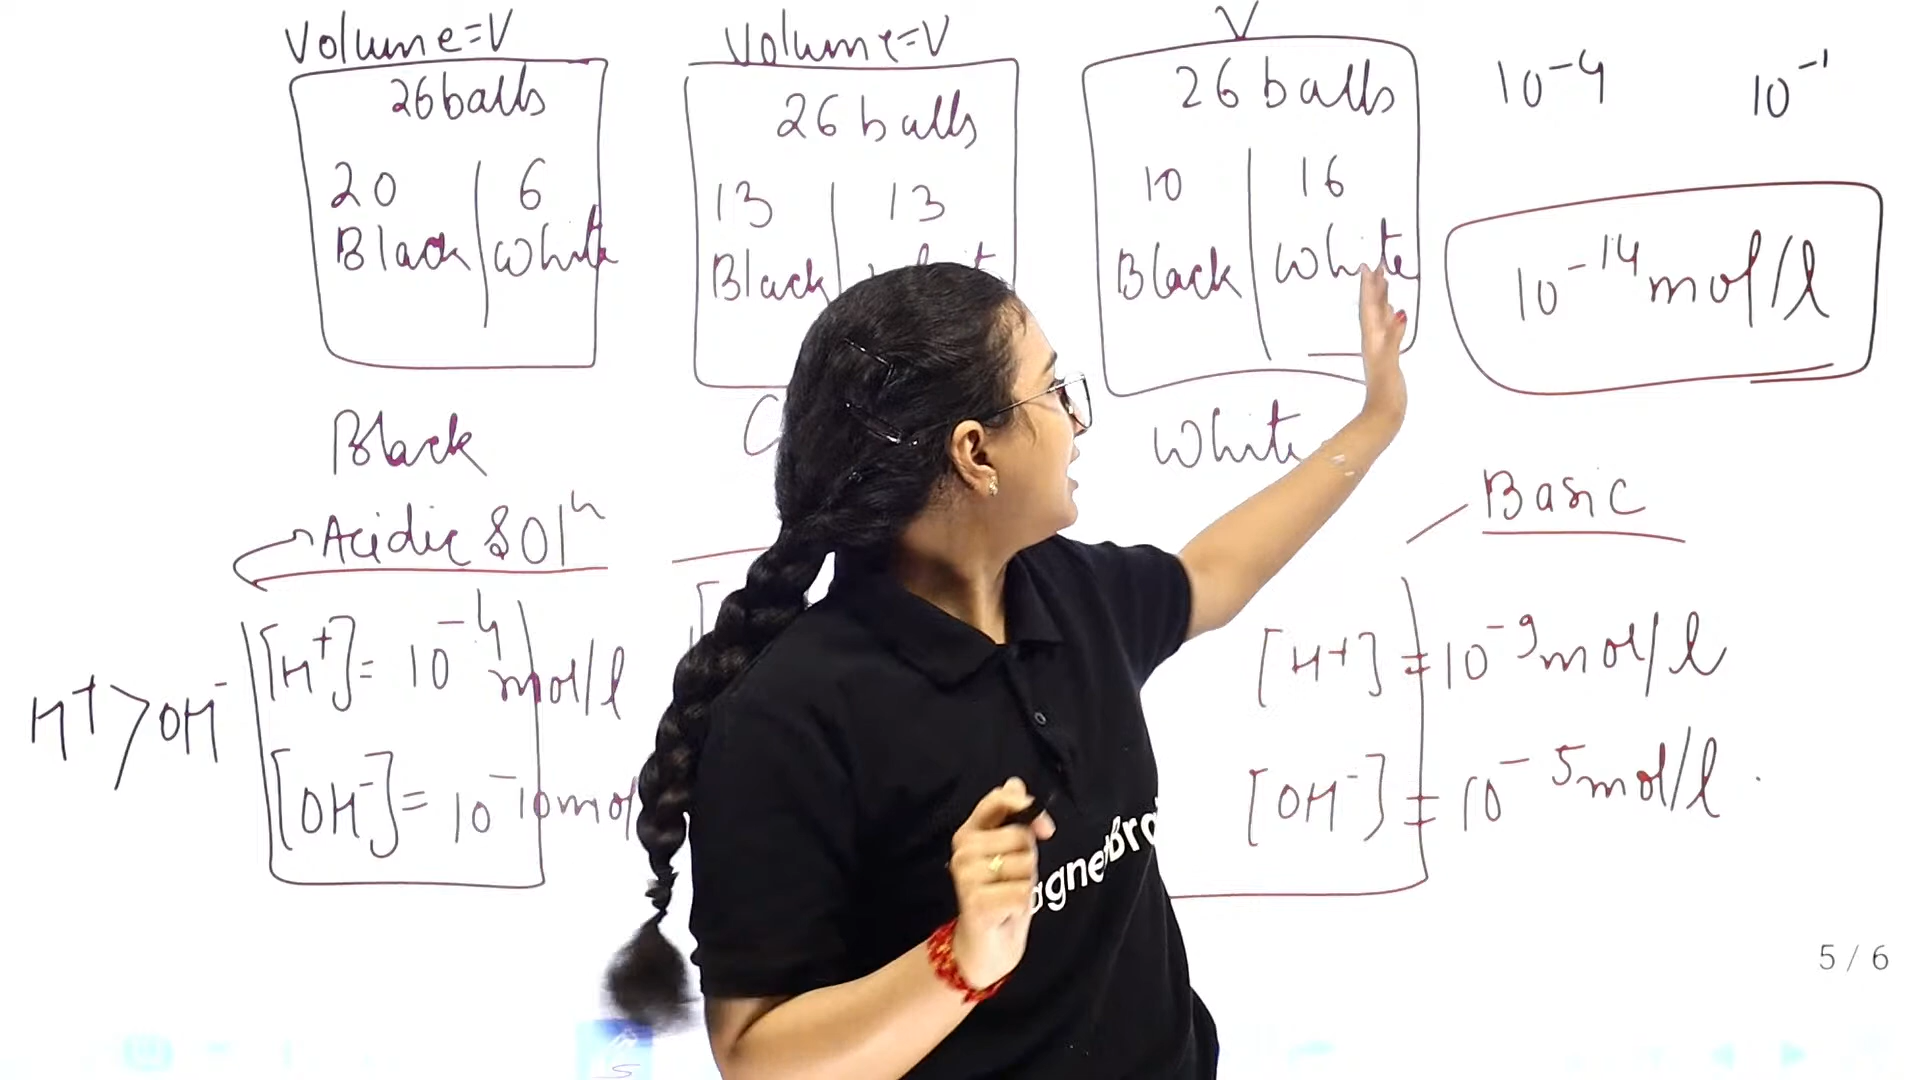 Volume=V
26 balls
20 6
Black White
Black
Volume=V
26 balls
13 13
Black
C
V
26 balls
10 16
Black White
White
10⁻⁴ 10⁻¹
10⁻¹⁴ mol/l
Acidic Solⁿ
[H⁺] = 10⁻⁴ mol/l
[OH⁻] = 10⁻¹⁰ mol
H⁺ > OH⁻
[
Basic
[H+] = 10⁻⁹ mol/l
[OH⁻] = 10⁻⁵ mol/l
5 / 6